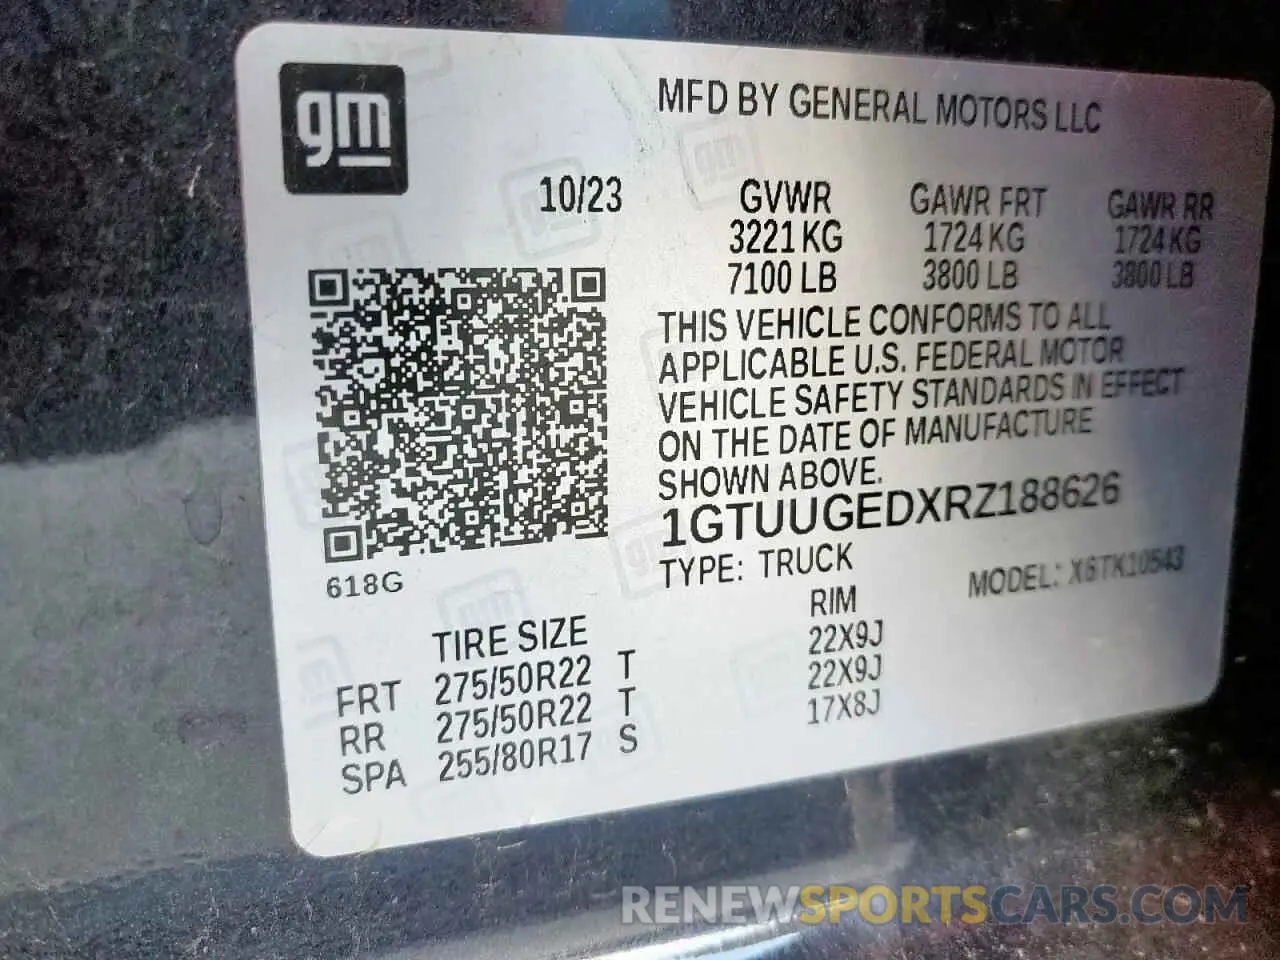 gm
MFD BY GENERAL MOTORS LLC
10/23
GVWR GAWR FRT GAWR RR
3221 KG 1724 KG 1724 KG
7100 LB 3800 LB 3800 LB
THIS VEHICLE CONFORMS TO ALL
APPLICABLE U.S. FEDERAL MOTOR
VEHICLE SAFETY STANDARDS IN EFFECT
ON THE DATE OF MANUFACTURE
SHOWN ABOVE.
1GTUUGEDXRZ188626
TYPE: TRUCK MODEL: X6TK10543
618G
TIRE SIZE RIM
FRT 275/50R22 T 22X9J
RR 275/50R22 T 22X9J
SPA 255/80R17 S 17X8J
RENEWSPORTSCARS.COM